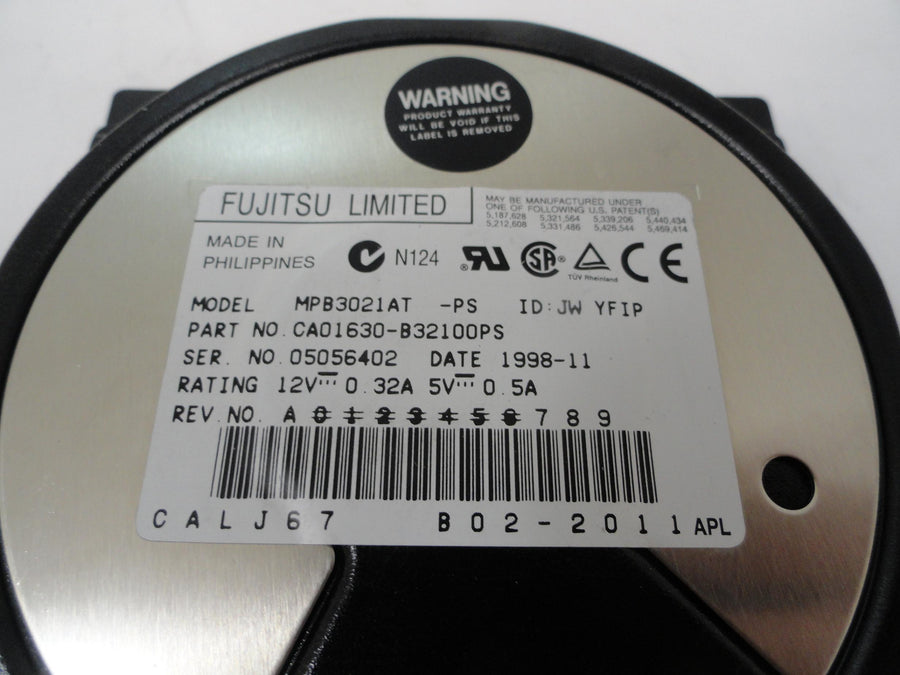 WARNING
PRODUCT WARRANTY
WILL BE VOID IF THIS
LABEL IS REMOVED
FUJITSU LIMITED
MAY BE MANUFACTURED UNDER
ONE OF FOLLOWING U.S. PATENT(S)
5,187,628 5,321,564 5,339,206 5,440,434
5,212,608 5,331,486 5,426,544 5,469,414
MADE IN
PHILIPPINES
N124
TÜV Rheinland
CE
MODEL MPB3021AT -PS ID:JW YFIP
PART NO.CA01630-B32100PS
SER. NO.05056402 DATE 1998-11
RATING 12V 0.32A 5V 0.5A
REV.NO. A 0 1 2 3 4 5 6 7 8 9
CALJ67 B02-2011APL